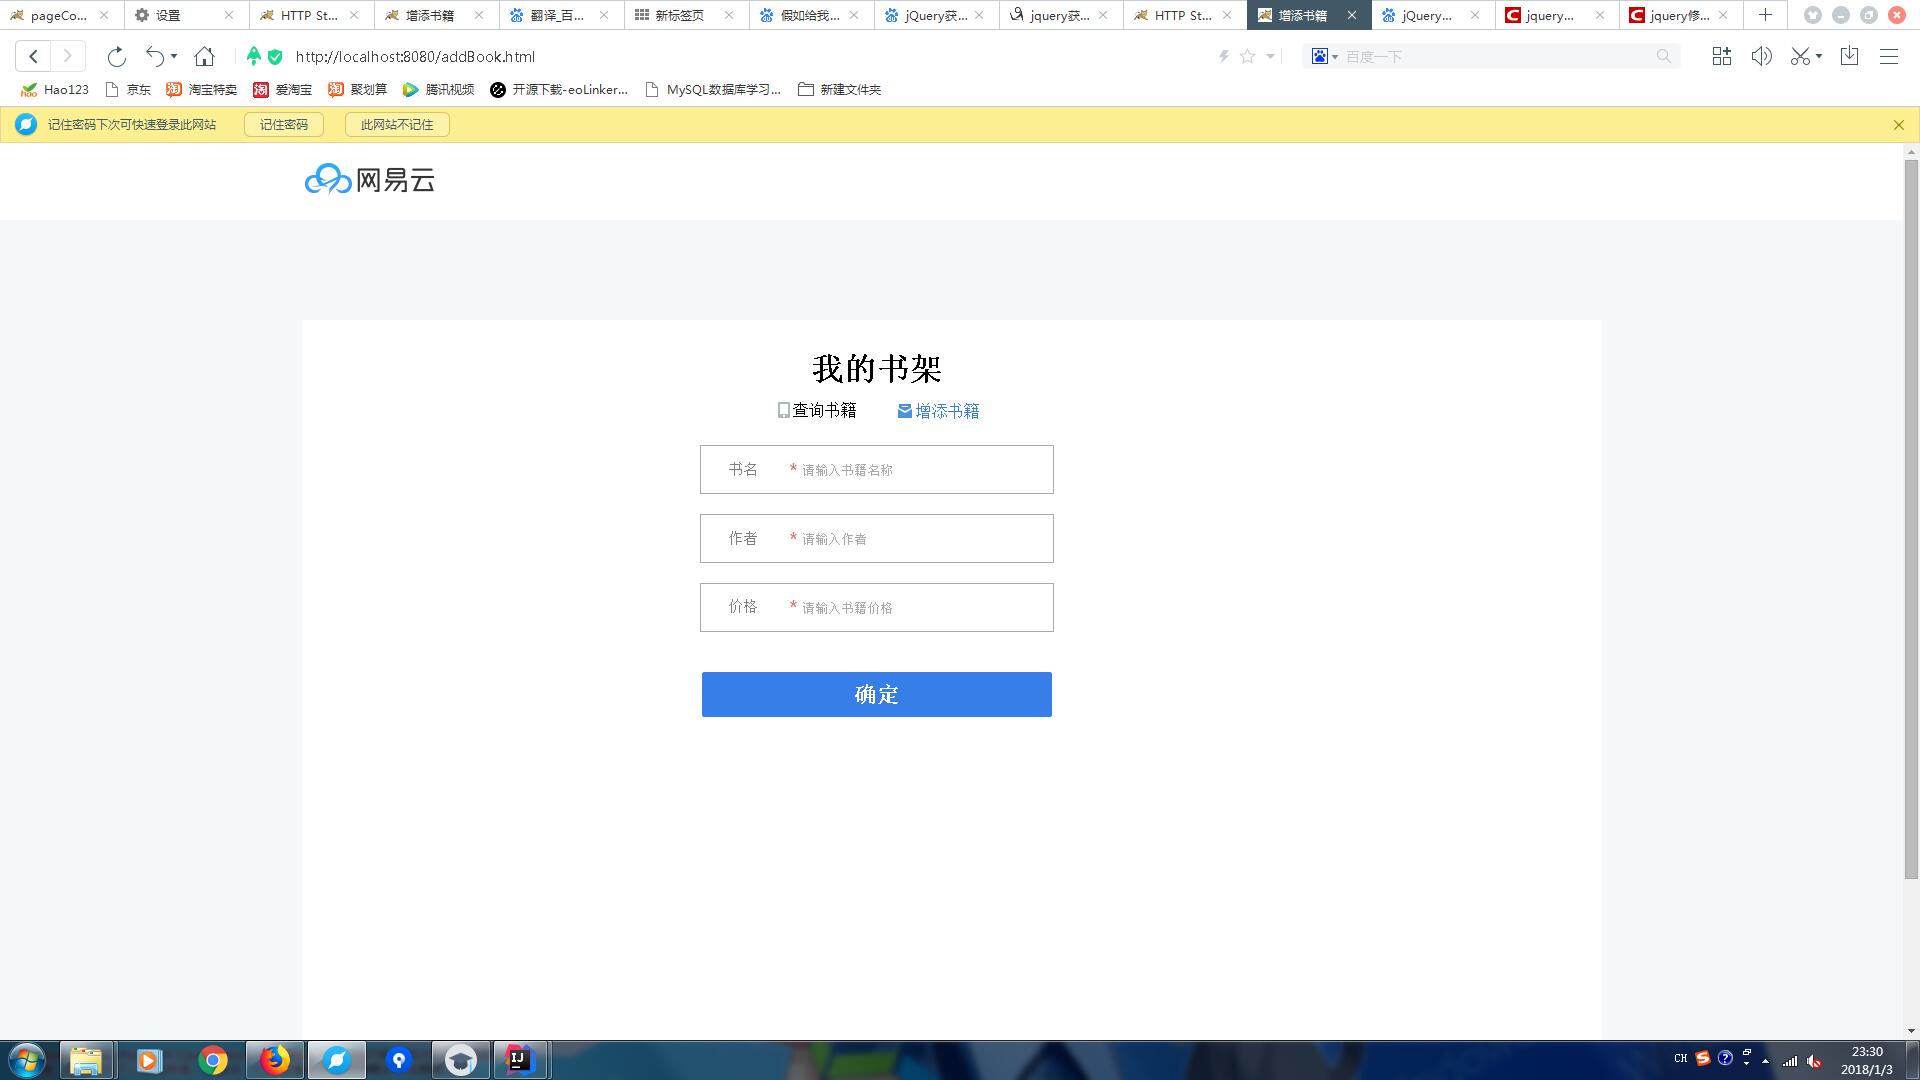 pageCo... 设置 HTTP St... 增添书籍 翻译_百... 新标签页 假如给我... jQuery获... jquery获... HTTP St... 增添书籍 jQuery... jquery... jquery修...
http://localhost:8080/addBook.html 百度一下
Hao123 京东 淘宝特卖 爱淘宝 聚划算 腾讯视频 开源下载-eoLinker... MySQL数据库学习... 新建文件夹
记住密码下次可快速登录此网站 记住密码 此网站不记住
网易云
我的书架
查询书籍 增添书籍
书名 * 请输入书籍名称
作者 * 请输入作者
价格 * 请输入书籍价格
确定
CH 23:30
2018/1/3